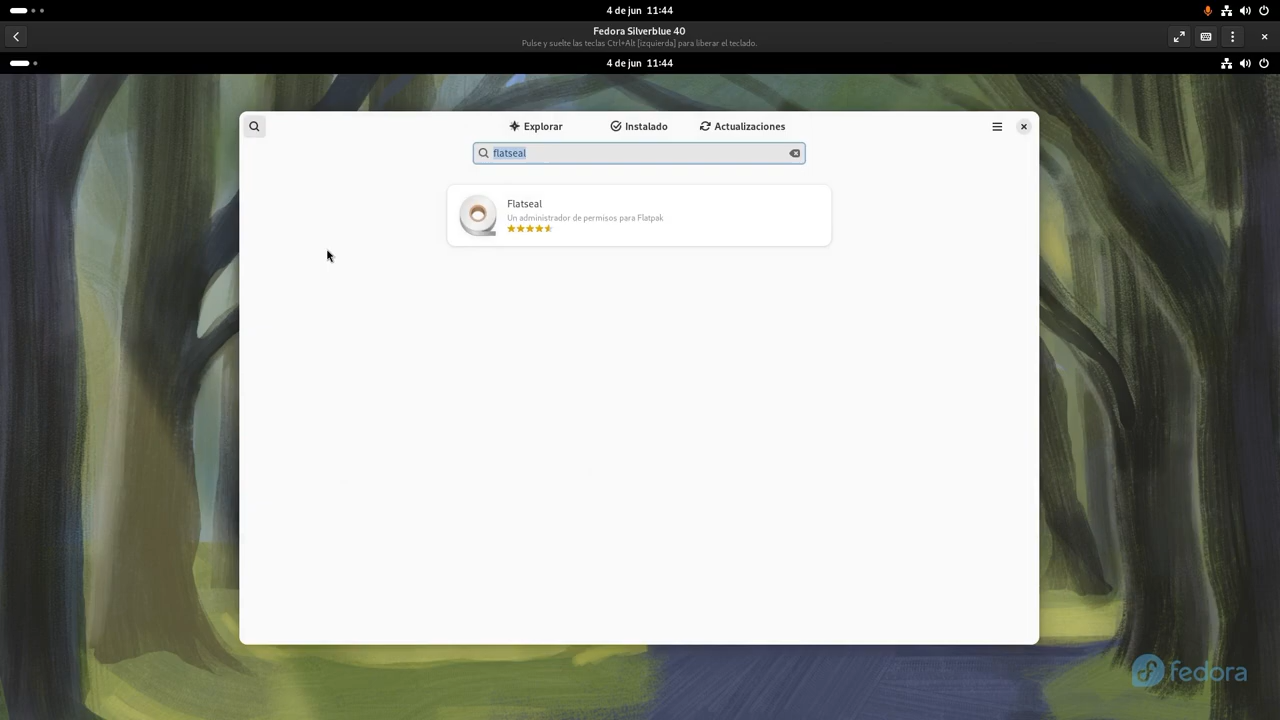 4 de jun 11:44
Fedora Silverblue 40
Pulse y suelte las teclas Ctrl+Alt [izquierda] para liberar el teclado.
4 de jun 11:44
Explorar Instalado Actualizaciones
flatseal
Flatseal
Un administrador de permisos para Flatpak
fedora